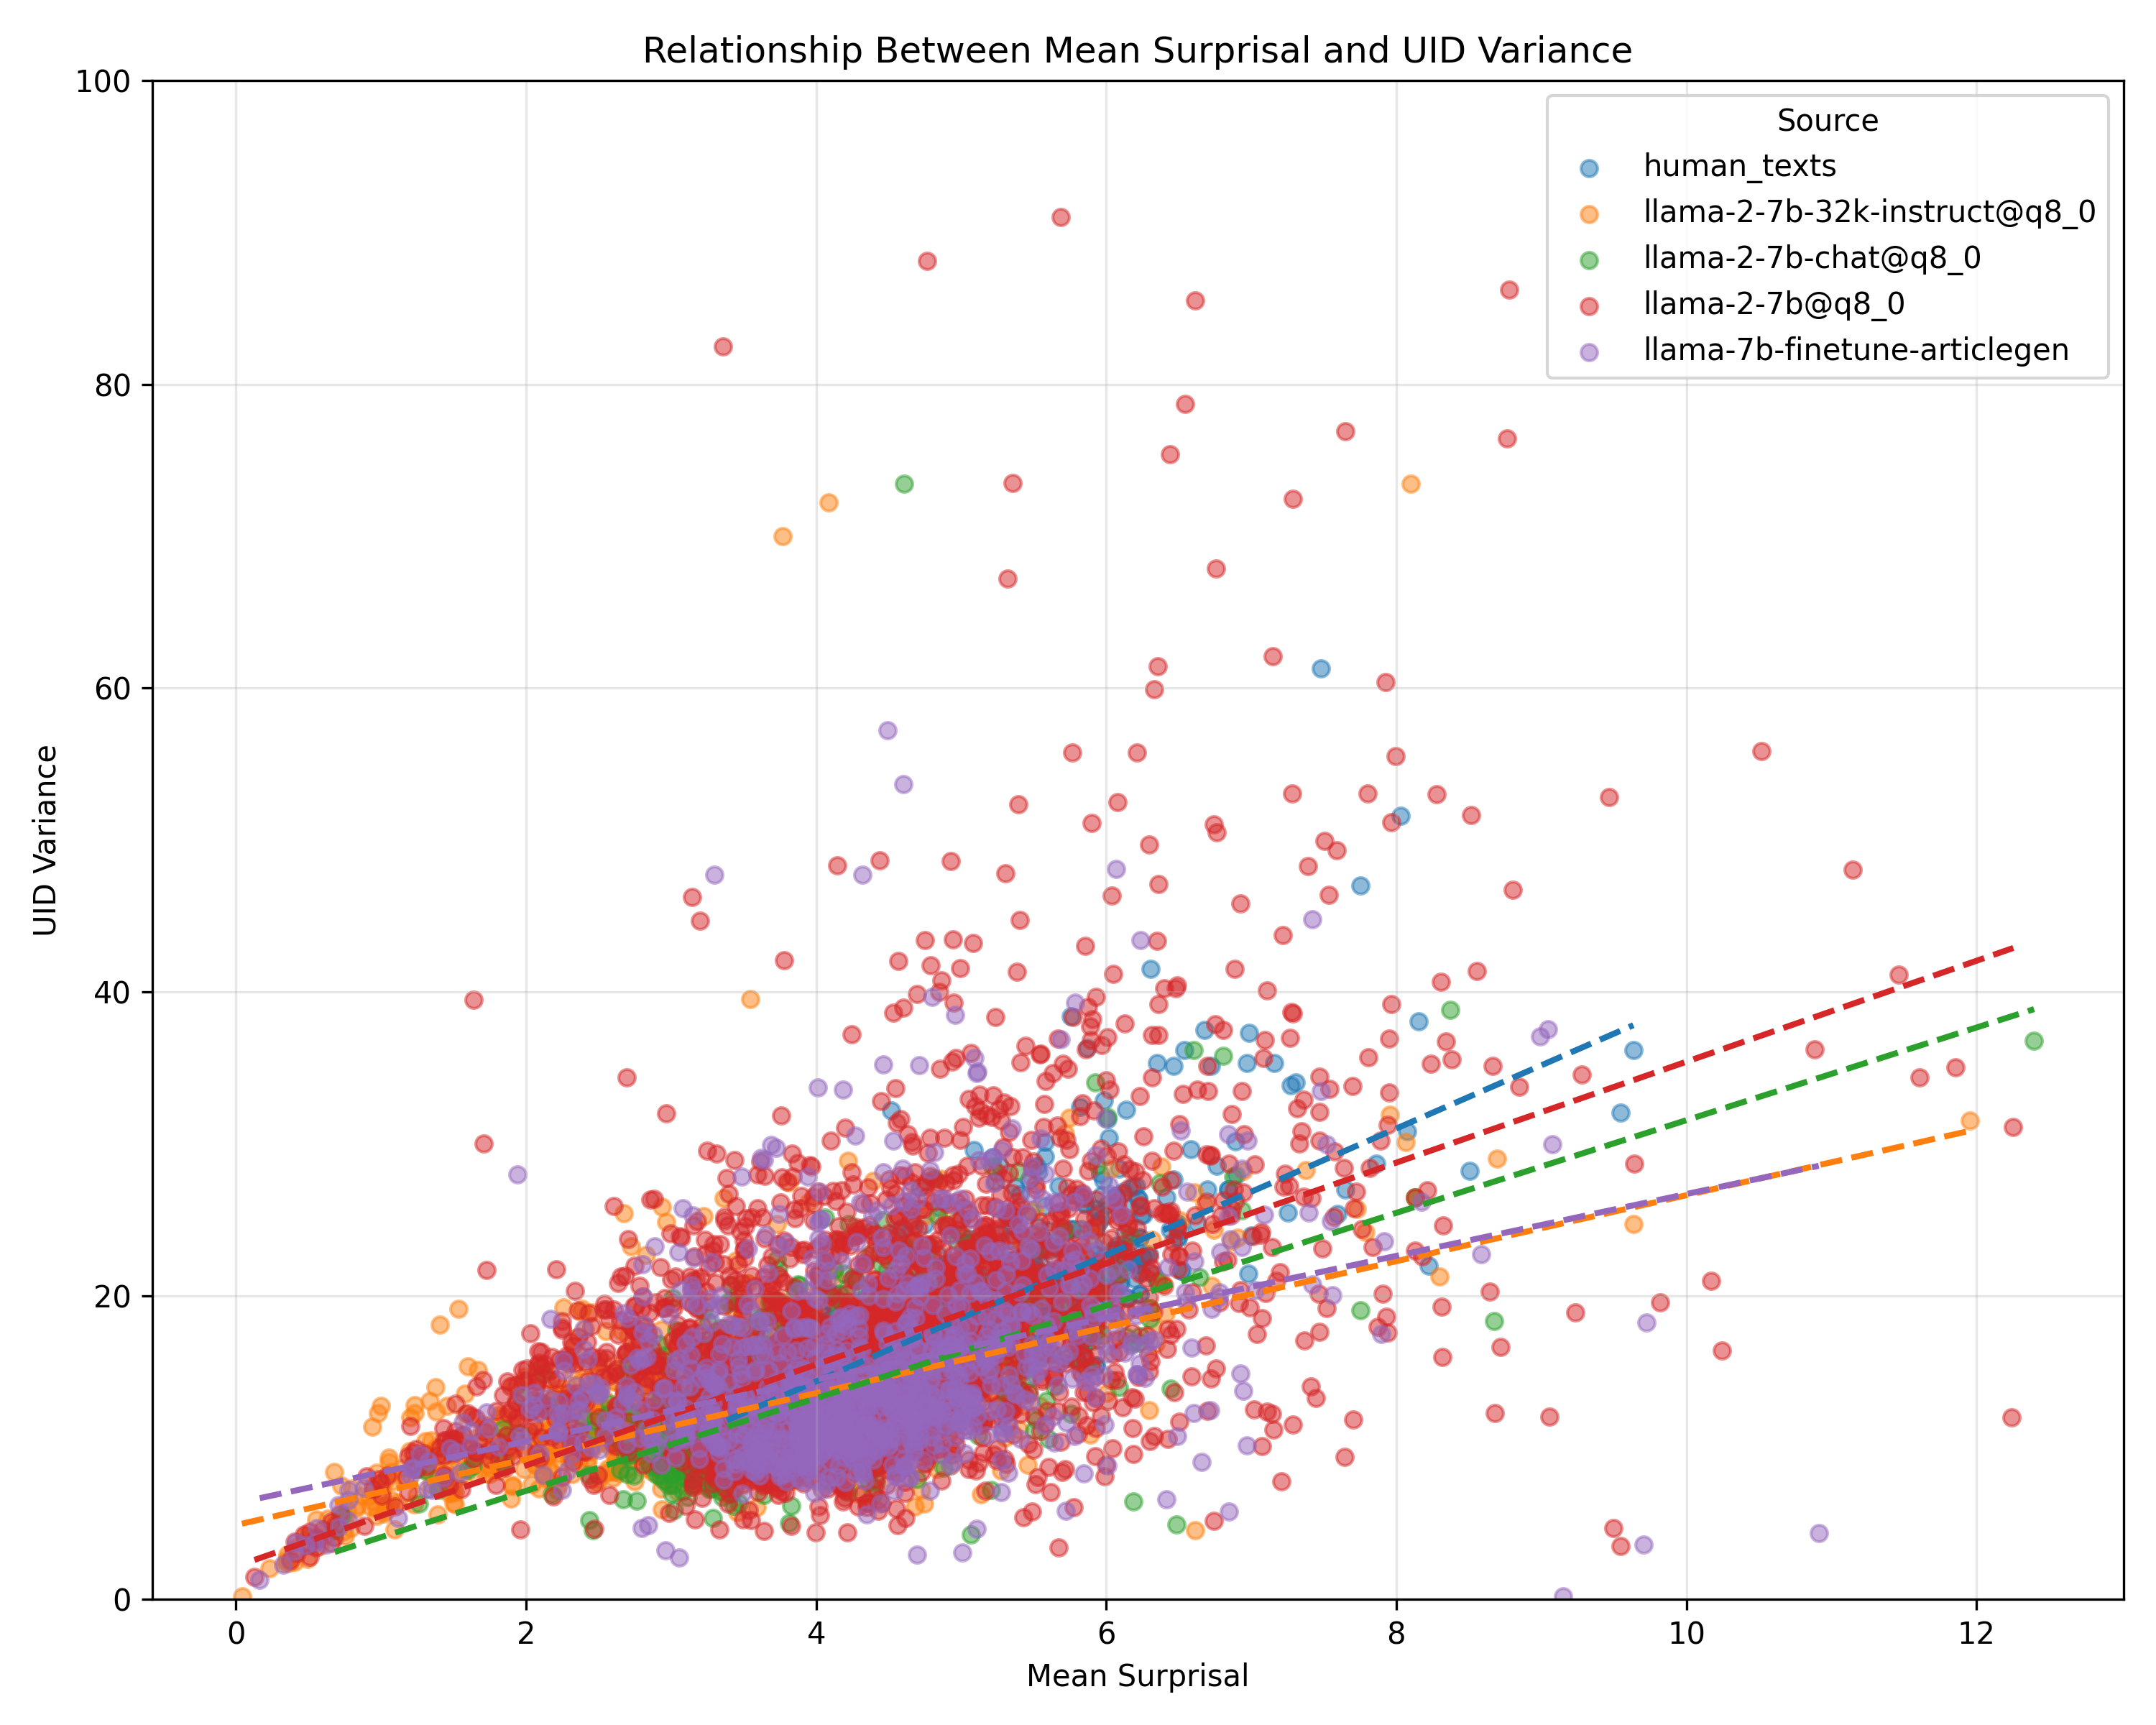 Relationship Between Mean Surprisal and UID Variance
100
80
60
40
20
0
UID Variance
Source
human_texts
llama-2-7b-32k-instruct@q8_0
llama-2-7b-chat@q8_0
llama-2-7b@q8_0
llama-7b-finetune-articlegen
0 2 4 6 8 10 12
Mean Surprisal